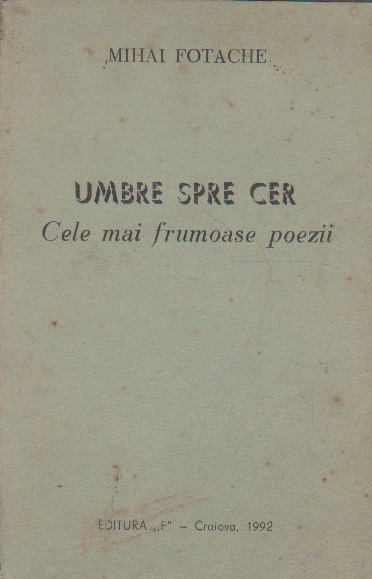 MIHAI FOTACHE
UMBRE SPRE CER
Cele mai frumoase poezii
EDITURA „F" – Craiova, 1992